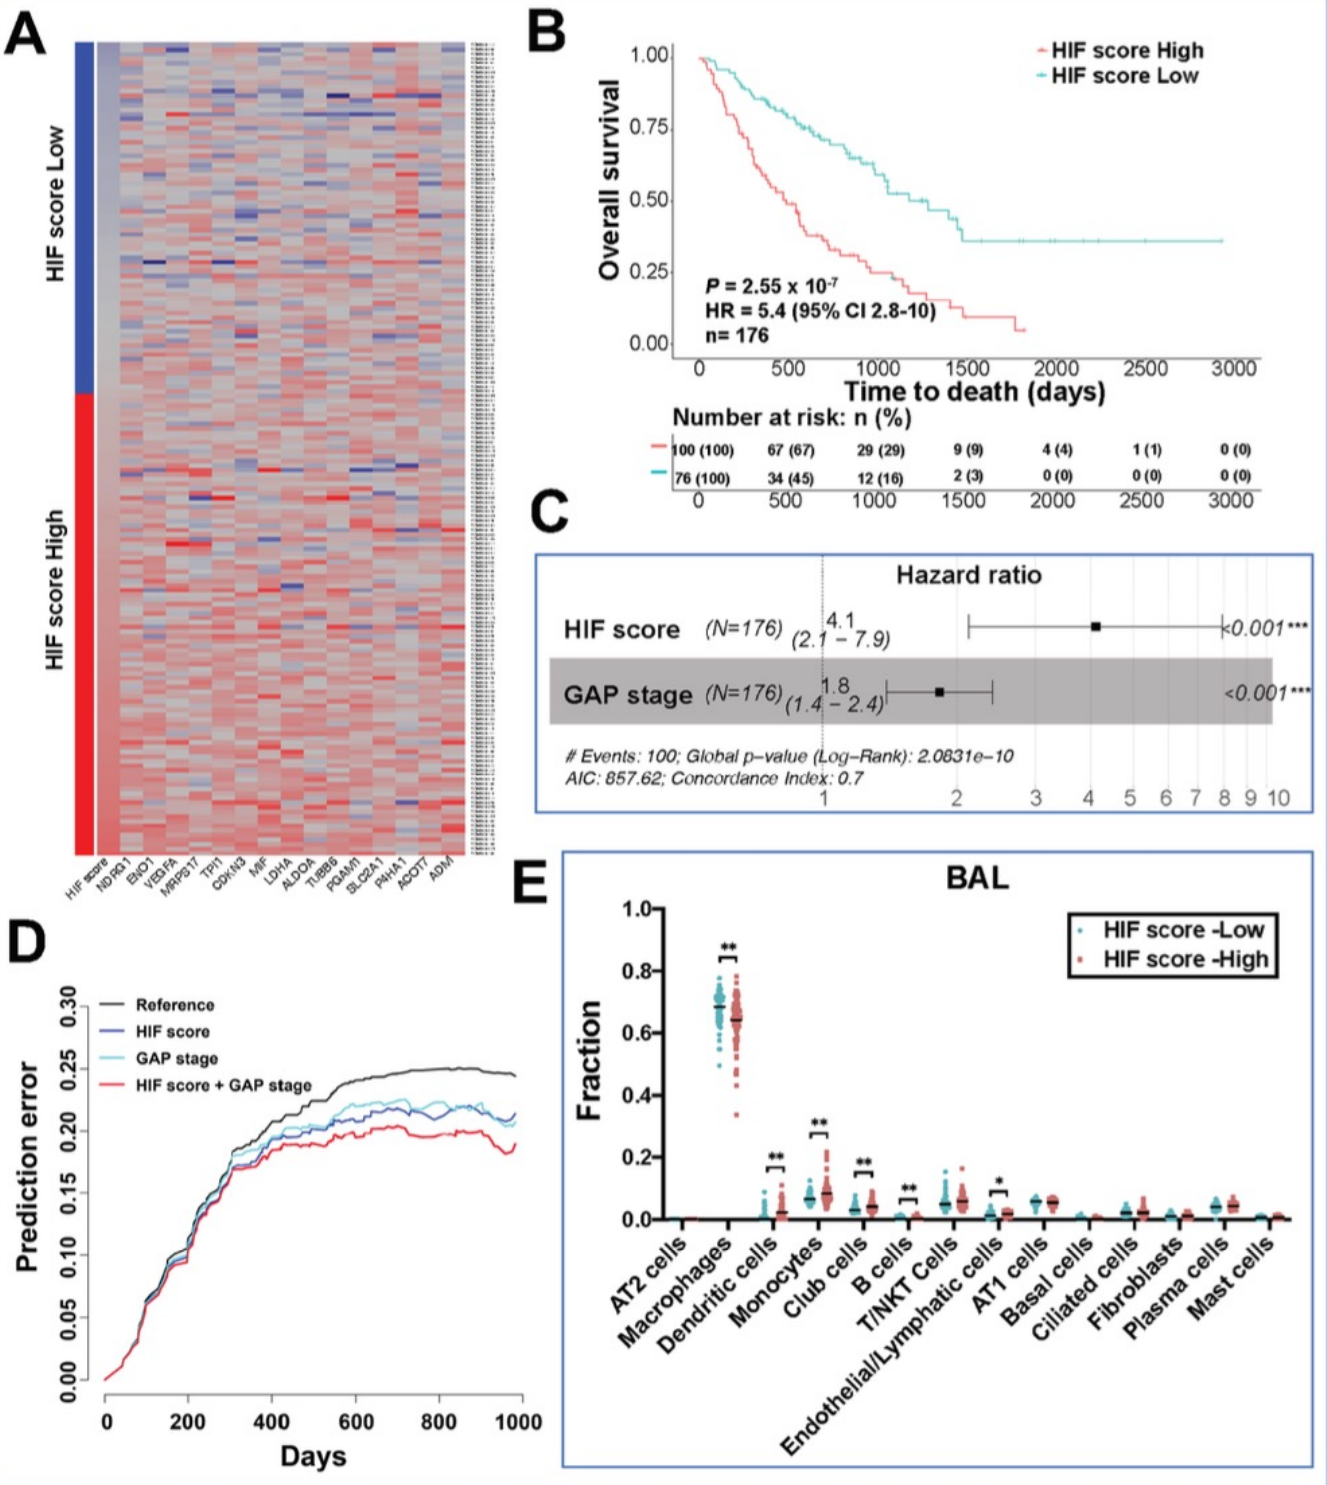 A
HIF score Low
HIF score High
HIF score
NDRG1
ENO1
VEGFA
MRPS17
TPI1
CDKN3
MIF
LDHA
ALDOA
TUBB6
PGAM1
SLC2A1
P4HA1
ACOT7
ADM
B
HIF score High
HIF score Low
Overall survival
1.00
0.75
0.50
0.25
0.00
P = 2.55 x 10-7
HR = 5.4 (95% CI 2.8-10)
n= 176
0 500 1000 1500 2000 2500 3000
Time to death (days)
Number at risk: n (%)
100 (100) 67 (67) 29 (29) 9 (9) 4 (4) 1 (1) 0 (0)
76 (100) 34 (45) 12 (16) 2 (3) 0 (0) 0 (0) 0 (0)
0 500 1000 1500 2000 2500 3000
C
Hazard ratio
HIF score (N=176) 4.1 (2.1 – 7.9) <0.001 ***
GAP stage (N=176) 1.8 (1.4 – 2.4) <0.001 ***
# Events: 100; Global p–value (Log–Rank): 2.0831e–10
AIC: 857.62; Concordance Index: 0.7
1 2 3 4 5 6 7 8 9 10
D
Reference
HIF score
GAP stage
HIF score + GAP stage
Prediction error
0.30
0.25
0.20
0.15
0.10
0.05
0.00
0 200 400 600 800 1000
Days
E
BAL
HIF score -Low
HIF score -High
Fraction
1.0
0.8
0.6
0.4
0.2
0.0
**
**
**
**
**
*
AT2 cells
Macrophages
Dendritic cells
Monocytes
Club cells
B cells
T/NKT Cells
Endothelial/Lymphatic cells
AT1 cells
Basal cells
Ciliated cells
Fibroblasts
Plasma cells
Mast cells